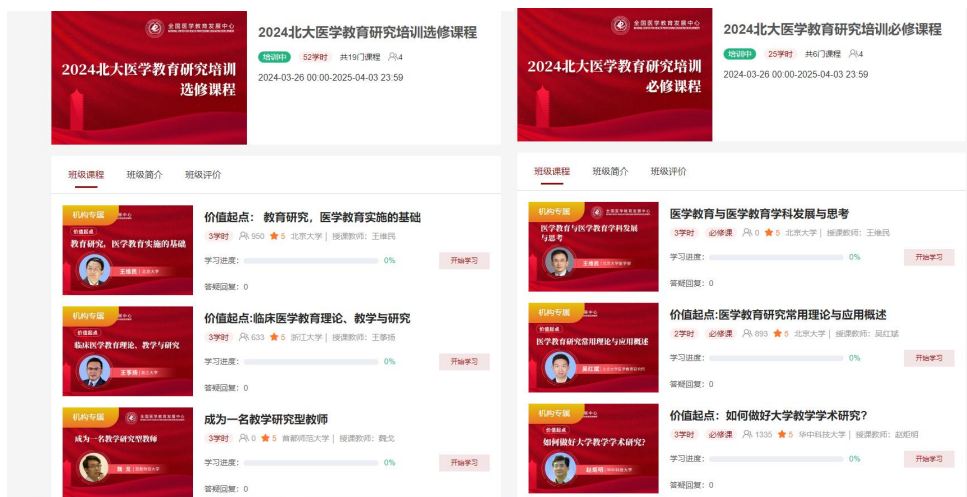 全国医学教育发展中心
2024北大医学教育研究培训
选修课程
2024北大医学教育研究培训选修课程
培训中 52学时 共19门课程 4
2024-03-26 00:00-2025-04-03 23:59
班级课程 班级简介 班级评价
机构专属
价值起点
教育研究，医学教育实施的基础
王维民 北京大学
价值起点： 教育研究，医学教育实施的基础
3学时 950 5 北京大学 | 授课教师：王维民
学习进度： 0% 开始学习
答疑回复：0
机构专属
价值起点
临床医学教育理论、教学与研究
王筝扬 浙江大学
价值起点:临床医学教育理论、教学与研究
3学时 633 5 浙江大学 | 授课教师：王筝扬
学习进度： 0% 开始学习
答疑回复：0
机构专属 全国医学教育发展中心
成为一名教学研究型教师
魏戈 首都师范大学
成为一名教学研究型教师
3学时 0 5 首都师范大学 | 授课教师：魏戈
学习进度： 0% 开始学习
答疑回复：0
全国医学教育发展中心
2024北大医学教育研究培训
必修课程
2024北大医学教育研究培训必修课程
培训中 25学时 共6门课程 4
2024-03-26 00:00-2025-04-03 23:59
班级课程 班级简介 班级评价
机构专属 全国医学教育发展中心
医学教育与医学教育学科发展
与思考
王维民 北京大学医学部
医学教育与医学教育学科发展与思考
3学时 必修课 0 5 北京大学 | 授课教师：王维民
学习进度： 0% 开始学习
答疑回复：0
机构专属
价值起点
医学教育研究常用理论与应用概述
吴红斌
价值起点:医学教育研究常用理论与应用概述
2学时 必修课 893 5 北京大学 | 授课教师：吴红斌
学习进度： 0% 开始学习
答疑回复：0
机构专属
价值起点
如何做好大学教学学术研究?
赵炬明 华中科技大学
价值起点：如何做好大学教学学术研究?
3学时 必修课 1335 5 华中科技大学 | 授课教师：赵炬明
学习进度： 0% 开始学习
答疑回复：0